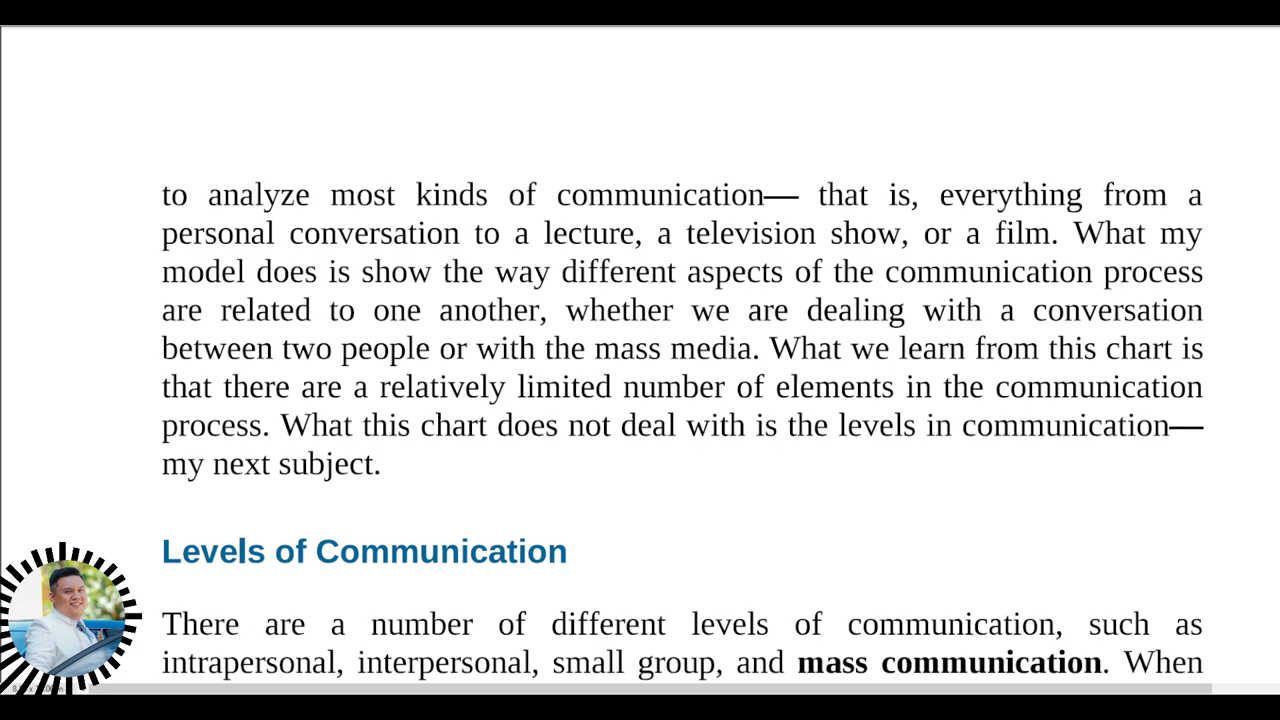 to analyze most kinds of communication— that is, everything from a
personal conversation to a lecture, a television show, or a film. What my
model does is show the way different aspects of the communication process
are related to one another, whether we are dealing with a conversation
between two people or with the mass media. What we learn from this chart is
that there are a relatively limited number of elements in the communication
process. What this chart does not deal with is the levels in communication—
my next subject.
Levels of Communication
There are a number of different levels of communication, such as
intrapersonal, interpersonal, small group, and mass communication. When